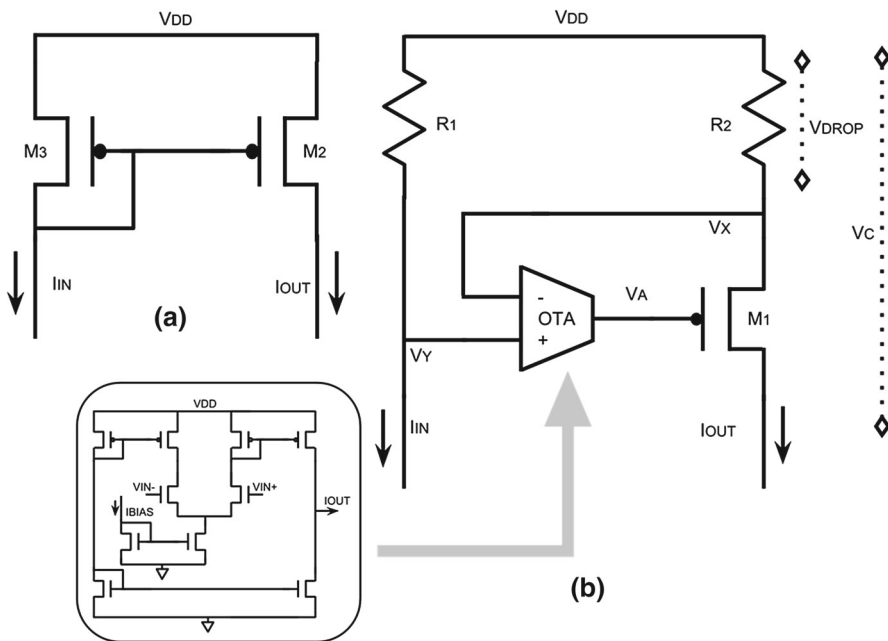 VDD
M3
M2
IIN
IOUT
(a)
VDD
R1
R2
VDROP
VC
VX
-
OTA
+
VA
M1
VY
IIN
IOUT
(b)
VDD
VIN-
VIN+
IBIAS
IOUT